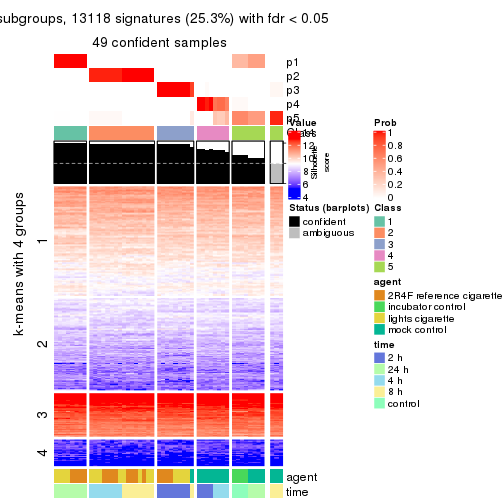 subgroups, 13118 signatures (25.3%) with fdr < 0.05
49 confident samples
p1
p2
p3
p4
p5
Class
k-means with 4 groups
1
2
3
4
Silhouette
score
agent
time
Value
14
12
10
8
6
4
Status (barplots)
confident
ambiguous
Prob
1
0.8
0.6
0.4
0.2
0
Class
1
2
3
4
5
agent
2R4F reference cigarette
incubator control
lights cigarette
mock control
time
2 h
24 h
4 h
8 h
control